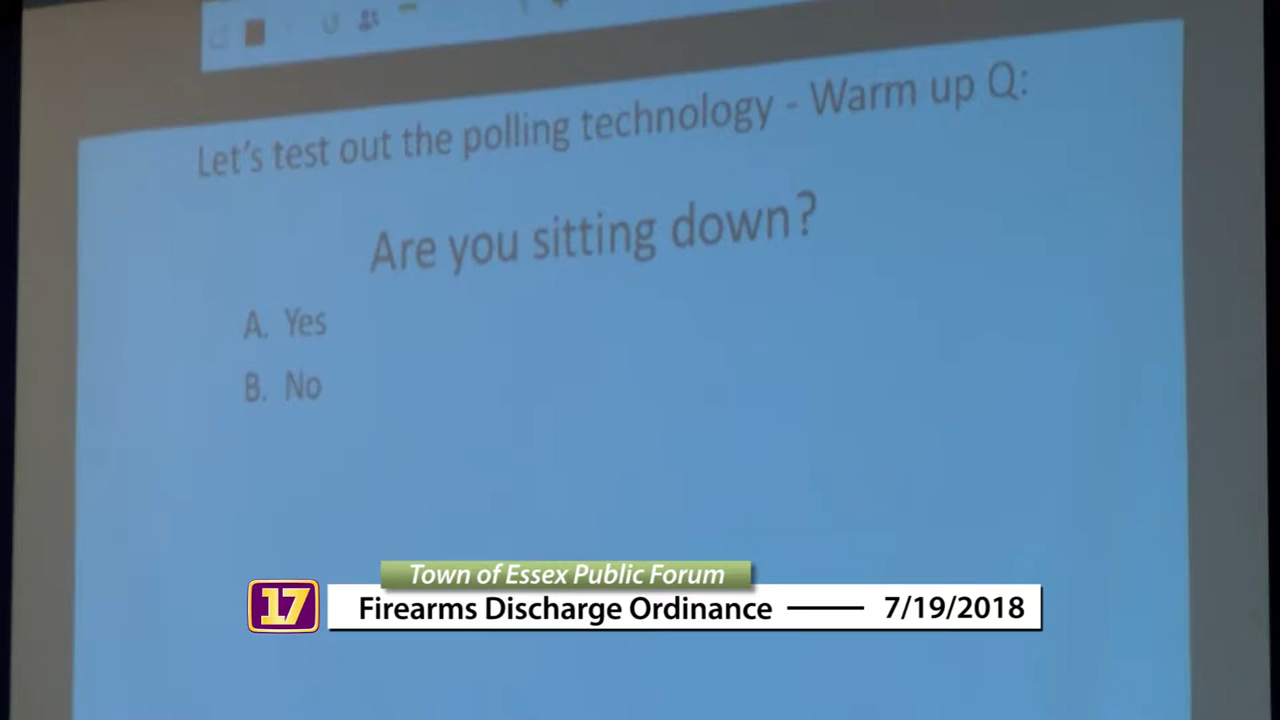 Let's test out the polling technology - Warm up Q:
Are you sitting down?
A. Yes
B. No
Town of Essex Public Forum
17
Firearms Discharge Ordinance
7/19/2018